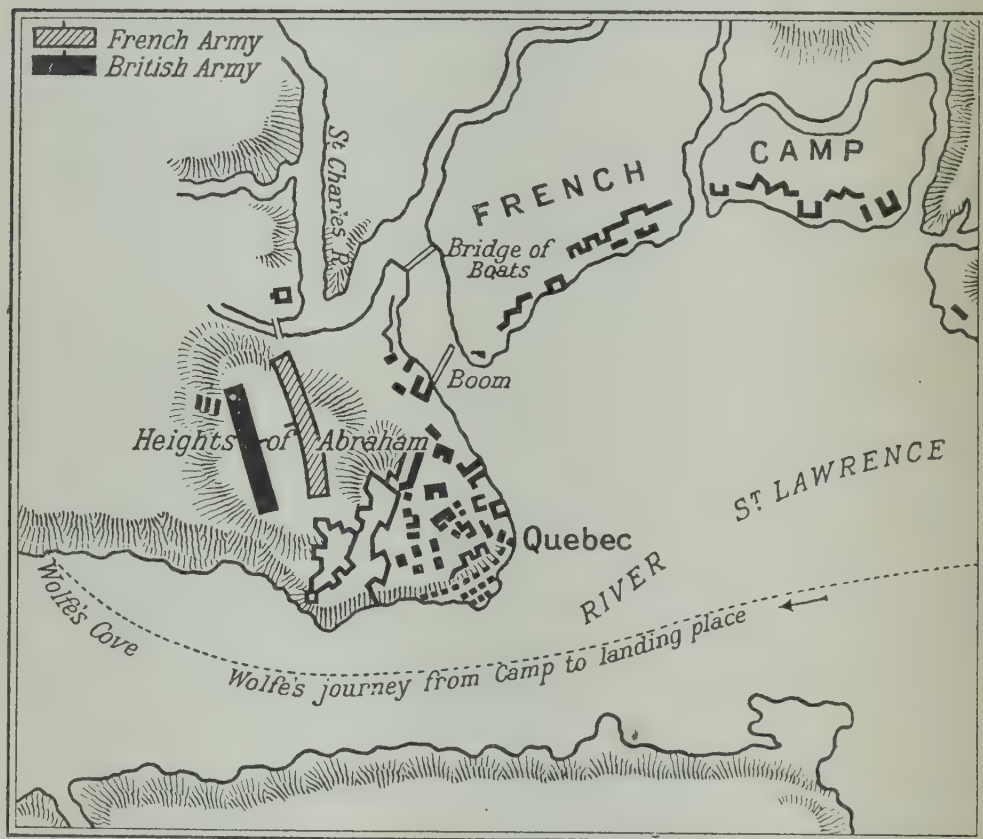 French Army
British Army
St. Charles R.
FRENCH
CAMP
Bridge of
Boats
Boom
Heights of Abraham
Quebec
RIVER
ST LAWRENCE
Wolfe's Cove
Wolfe's journey from Camp to landing place